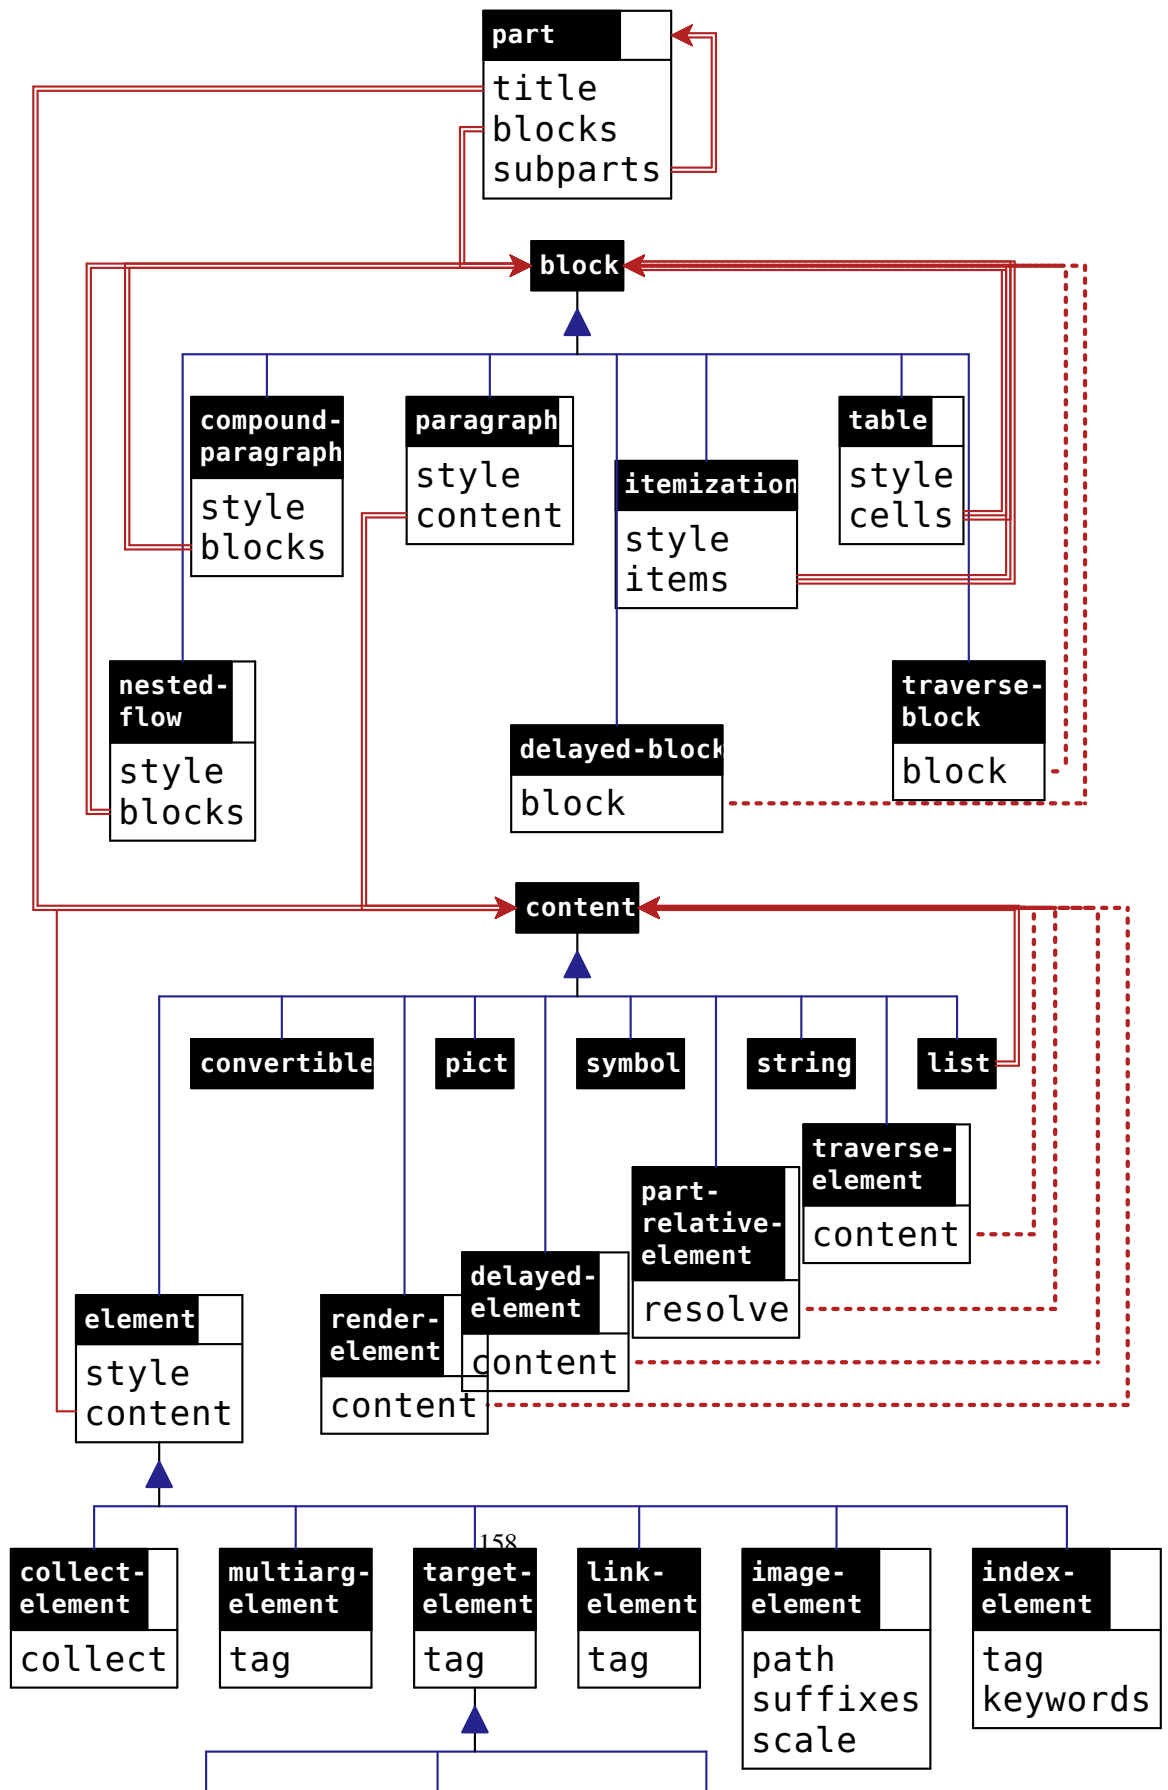 part
title
blocks
subparts
block
compound-
paragraph
style
blocks
paragraph
style
content
itemization
style
items
table
style
cells
nested-
flow
style
blocks
delayed-block
block
traverse-
block
block
content
convertible
pict
symbol
string
list
traverse-
element
content
part-
relative-
element
resolve
delayed-
element
content
element
style
content
render-
element
content
158
collect-
element
collect
multiarg-
element
tag
target-
element
tag
link-
element
tag
image-
element
path
suffixes
scale
index-
element
tag
keywords